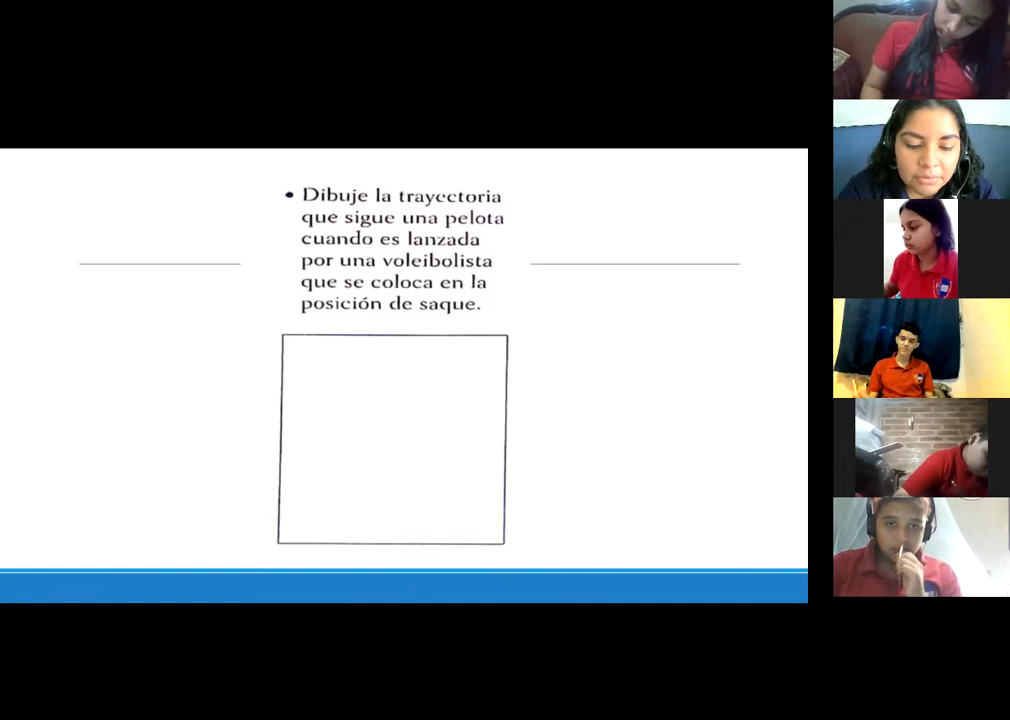 • Dibuje la trayectoria
que sigue una pelota
cuando es lanzada
por una voleibolista
que se coloca en la
posición de saque.